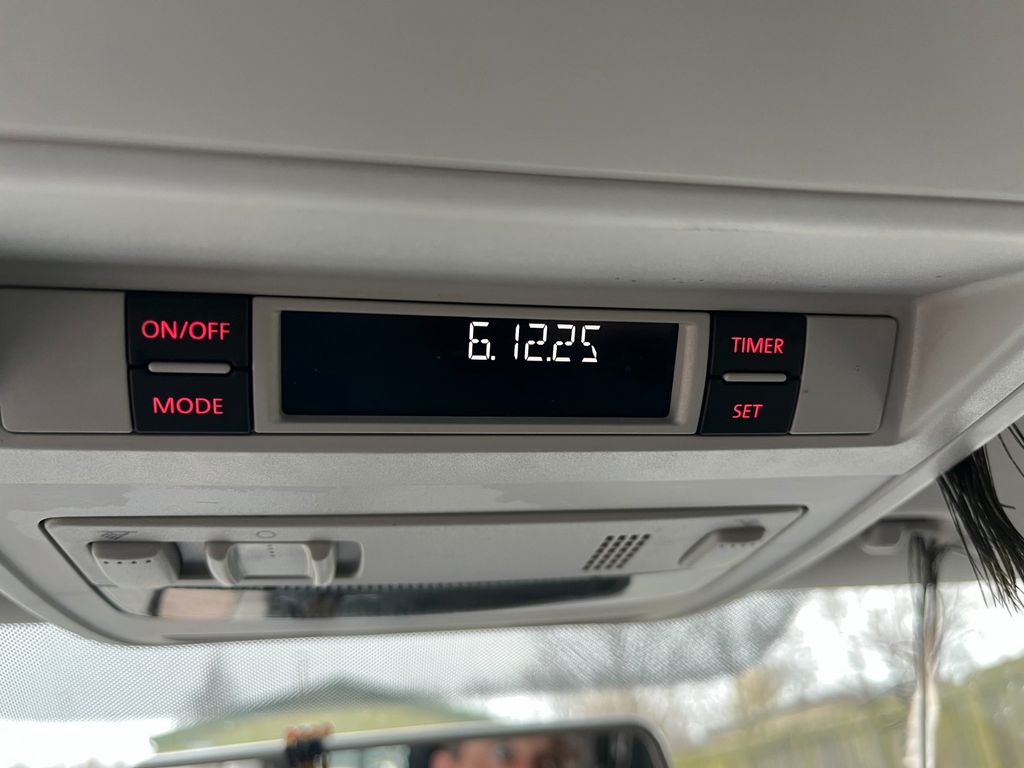 ON/OFF
MODE
6.12.25
TIMER
SET